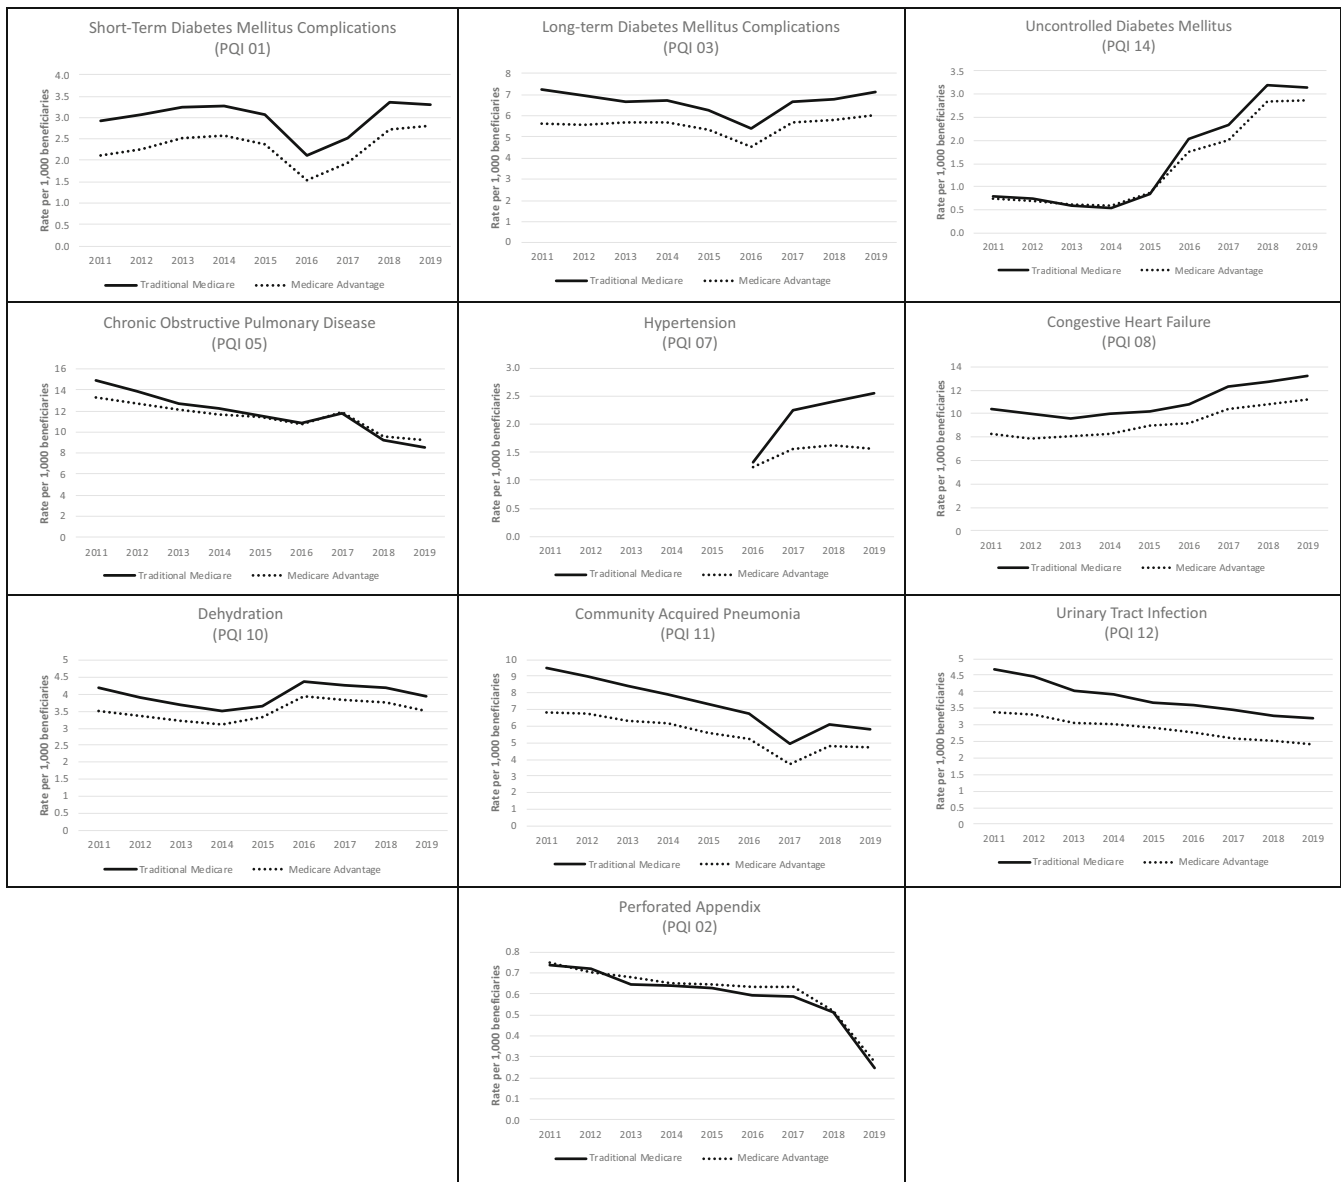 Short-Term Diabetes Mellitus Complications
(PQI 01)
Rate per 1,000 beneficiaries
4.0
3.5
3.0
2.5
2.0
1.5
1.0
0.5
0.0
2011 2012 2013 2014 2015 2016 2017 2018 2019
Traditional Medicare Medicare Advantage
Long-term Diabetes Mellitus Complications
(PQI 03)
Rate per 1,000 beneficiaries
8
7
6
5
4
3
2
1
0
2011 2012 2013 2014 2015 2016 2017 2018 2019
Traditional Medicare Medicare Advantage
Uncontrolled Diabetes Mellitus
(PQI 14)
Rate per 1,000 beneficiaries
3.5
3.0
2.5
2.0
1.5
1.0
0.5
0.0
2011 2012 2013 2014 2015 2016 2017 2018 2019
Traditional Medicare Medicare Advantage
Chronic Obstructive Pulmonary Disease
(PQI 05)
Rate per 1,000 beneficiaries
16
14
12
10
8
6
4
2
0
2011 2012 2013 2014 2015 2016 2017 2018 2019
Traditional Medicare Medicare Advantage
Hypertension
(PQI 07)
Rate per 1,000 beneficiaries
3.0
2.5
2.0
1.5
1.0
0.5
0.0
2011 2012 2013 2014 2015 2016 2017 2018 2019
Traditional Medicare Medicare Advantage
Congestive Heart Failure
(PQI 08)
Rate per 1,000 beneficiaries
14
12
10
8
6
4
2
0
2011 2012 2013 2014 2015 2016 2017 2018 2019
Traditional Medicare Medicare Advantage
Dehydration
(PQI 10)
Rate per 1,000 beneficiaries
5
4.5
4
3.5
3
2.5
2
1.5
1
0.5
0
2011 2012 2013 2014 2015 2016 2017 2018 2019
Traditional Medicare Medicare Advantage
Community Acquired Pneumonia
(PQI 11)
Rate per 1,000 beneficiaries
10
9
8
7
6
5
4
3
2
1
0
2011 2012 2013 2014 2015 2016 2017 2018 2019
Traditional Medicare Medicare Advantage
Urinary Tract Infection
(PQI 12)
Rate per 1,000 beneficiaries
5
4.5
4
3.5
3
2.5
2
1.5
1
0.5
0
2011 2012 2013 2014 2015 2016 2017 2018 2019
Traditional Medicare Medicare Advantage
Perforated Appendix
(PQI 02)
Rate per 1,000 beneficiaries
0.8
0.7
0.6
0.5
0.4
0.3
0.2
0.1
0.0
2011 2012 2013 2014 2015 2016 2017 2018 2019
Traditional Medicare Medicare Advantage